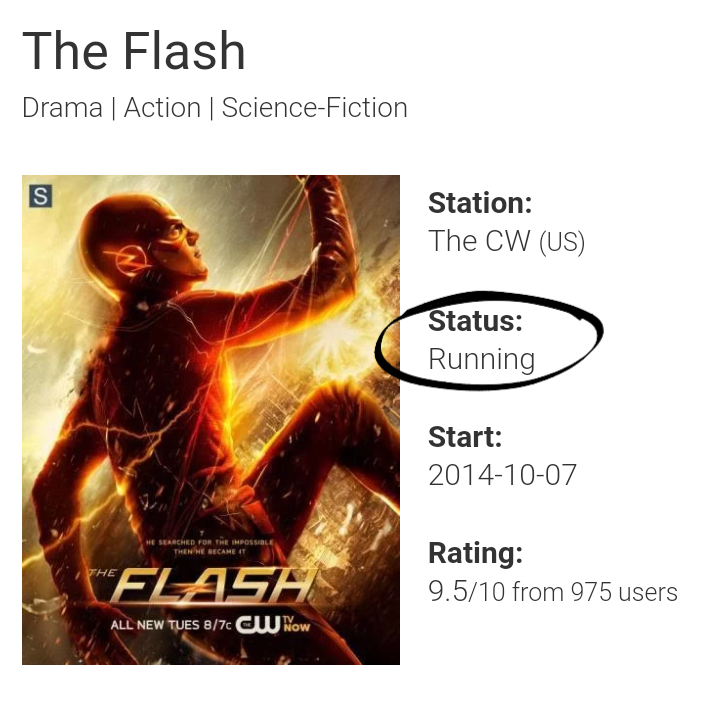 The Flash
Drama | Action | Science-Fiction
S
Station:
The CW (US)
Status:
Running
Start:
2014-10-07
Rating:
9.5/10 from 975 users
HE SEARCHED FOR THE IMPOSSIBLE
THEN HE BECAME IT
THE
FLASH
ALL NEW TUES 8/7c THE CW TV NOW